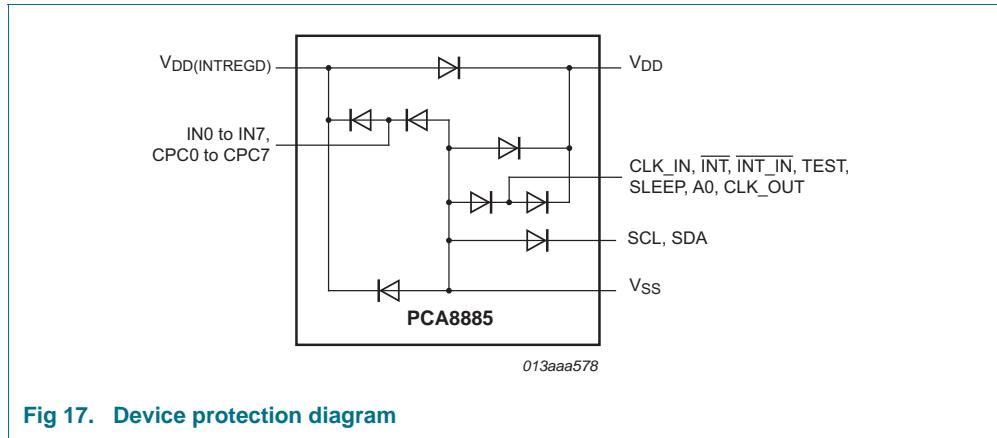 VDD(INTREGD)
VDD
IN0 to IN7,
CPC0 to CPC7
CLK_IN, INT, INT_IN, TEST,
SLEEP, A0, CLK_OUT
SCL, SDA
VSS
PCA8885
013aaa578
Fig 17. Device protection diagram